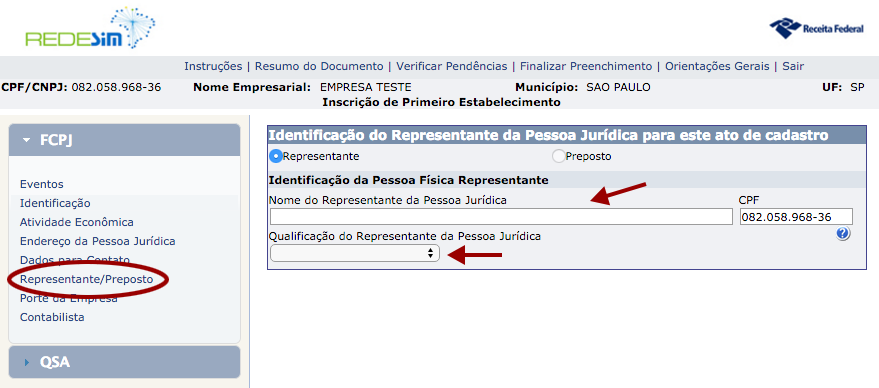 REDESIM
Receita Federal
Instruções | Resumo do Documento | Verificar Pendências | Finalizar Preenchimento | Orientações Gerais | Sair
CPF/CNPJ: 082.058.968-36 Nome Empresarial: EMPRESA TESTE Município: SAO PAULO UF: SP
Inscrição de Primeiro Estabelecimento
FCPJ
Eventos
Identificação
Atividade Econômica
Endereço da Pessoa Jurídica
Dados para Contato
Representante/Preposto
Porte da Empresa
Contabilista
QSA
Identificação do Representante da Pessoa Jurídica para este ato de cadastro
Representante Preposto
Identificação da Pessoa Física Representante
Nome do Representante da Pessoa Jurídica CPF
082.058.968-36
Qualificação do Representante da Pessoa Jurídica ?